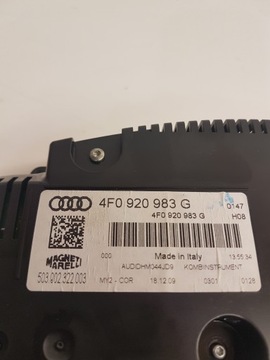 4F0 920 983 G
4F0 920 983 G
0147
H08
Made in Italy
13:55:34
000
AUDIDHM344JD9
KOMBIINSTRUMENT
MAGNETI
MARELLI
503.902.322.003
MY2 - CDR
18.12.09
0301
0128